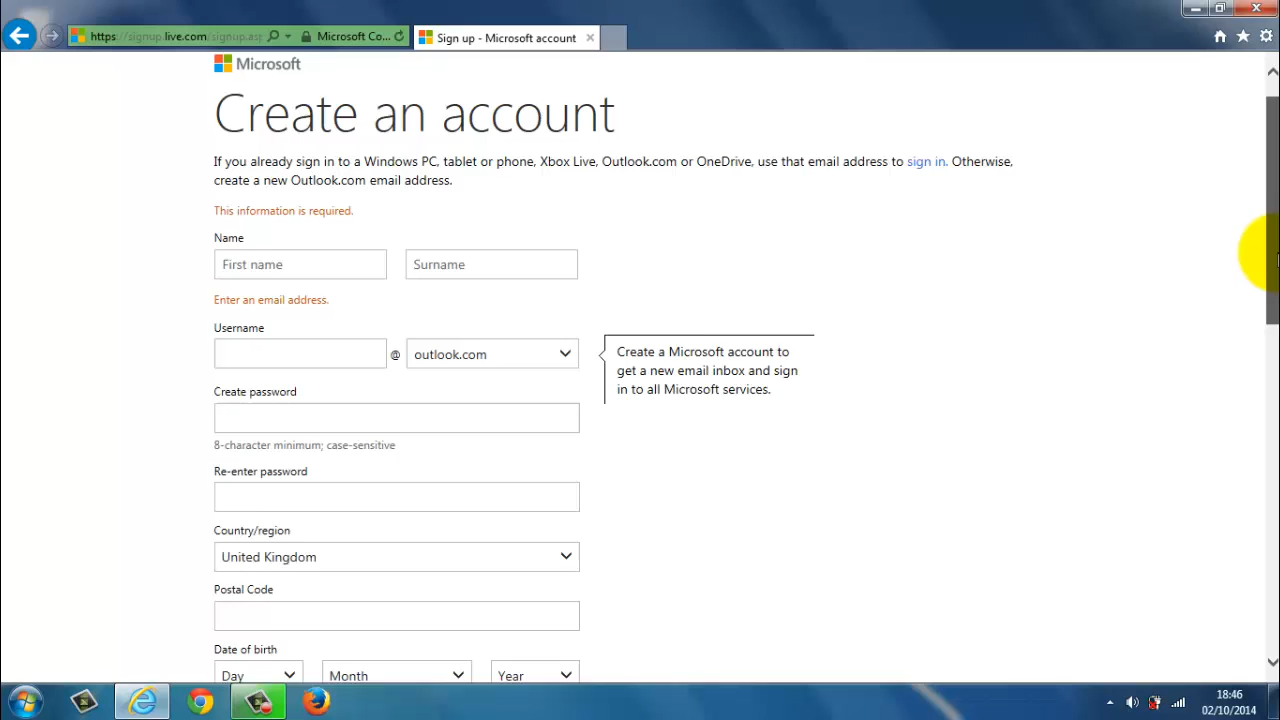 https://signup.live.com/signup.asp
Microsoft Co...
Sign up - Microsoft account
Microsoft
Create an account
If you already sign in to a Windows PC, tablet or phone, Xbox Live, Outlook.com or OneDrive, use that email address to sign in. Otherwise,
create a new Outlook.com email address.
This information is required.
Name
First name
Surname
Enter an email address.
Username
@
outlook.com
Create a Microsoft account to
get a new email inbox and sign
in to all Microsoft services.
Create password
8-character minimum; case-sensitive
Re-enter password
Country/region
United Kingdom
Postal Code
Date of birth
Day
Month
Year
18:46
02/10/2014